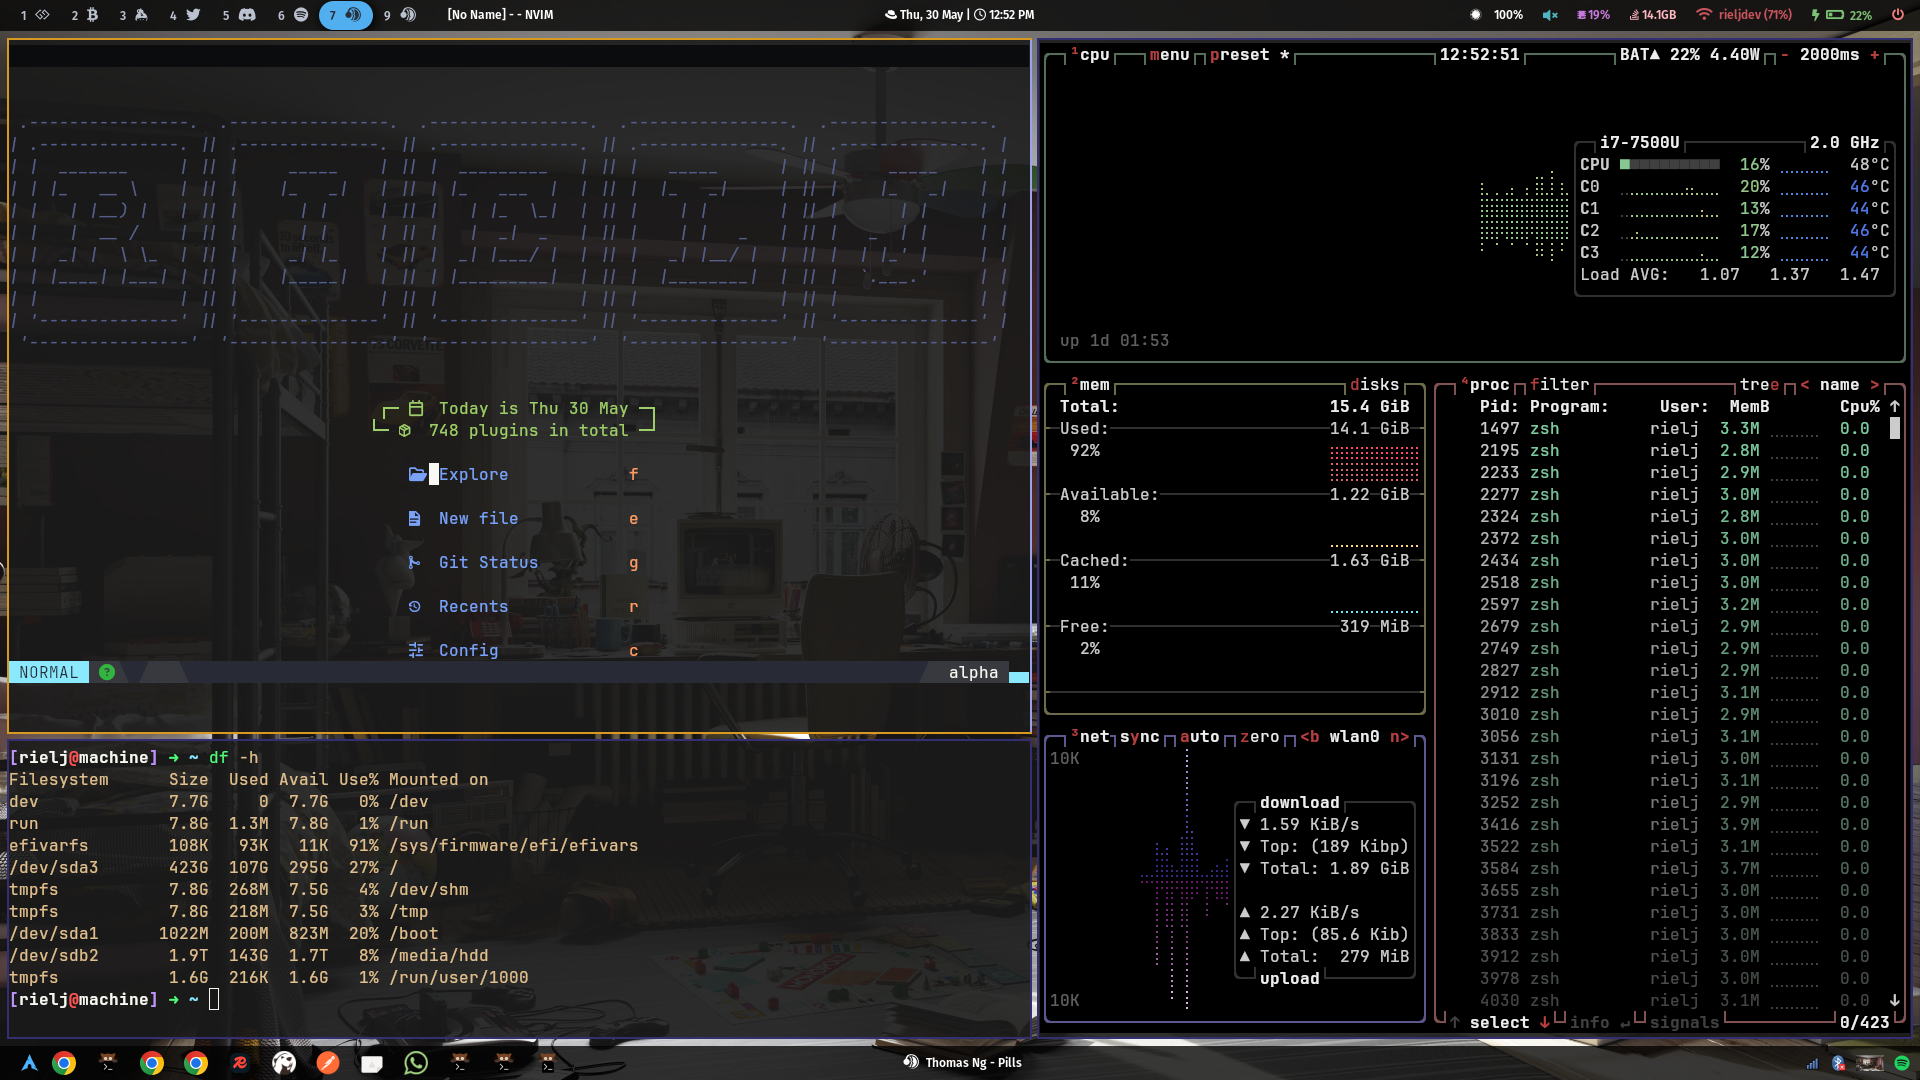 1 2 3 4 5 6 7 9 [No Name] - - NVIM
Thu, 30 May | 12:52 PM
100% 19% 14.1GB rieljdev (71%) 22%
Today is Thu 30 May
748 plugins in total
Explore f
New file e
Git Status g
Recents r
Config c
NORMAL ? alpha
[rielj@machine] ➜ ~ df -h
Filesystem Size Used Avail Use% Mounted on
dev 7.7G 0 7.7G 0% /dev
run 7.8G 1.3M 7.8G 1% /run
efivarfs 108K 93K 11K 91% /sys/firmware/efi/efivars
/dev/sda3 423G 107G 295G 27% /
tmpfs 7.8G 268M 7.5G 4% /dev/shm
tmpfs 7.8G 218M 7.5G 3% /tmp
/dev/sda1 1022M 200M 823M 20% /boot
/dev/sdb2 1.9T 143G 1.7T 8% /media/hdd
tmpfs 1.6G 216K 1.6G 1% /run/user/1000
[rielj@machine] ➜ ~
¹cpu menu preset * 12:52:51 BAT▲ 22% 4.40W - 2000ms +
i7-7500U 2.0 GHz
CPU 16% 48°C
C0 20% 46°C
C1 13% 44°C
C2 17% 46°C
C3 12% 44°C
Load AVG: 1.07 1.37 1.47
up 1d 01:53
²mem disks
Total: 15.4 GiB
Used: 14.1 GiB
92%
Available: 1.22 GiB
8%
Cached: 1.63 GiB
11%
Free: 319 MiB
2%
³net sync auto zero <b wlan0 n>
10K
download
▼ 1.59 KiB/s
▼ Top: (189 Kibp)
▼ Total: 1.89 GiB
▲ 2.27 KiB/s
▲ Top: (85.6 Kib)
▲ Total: 279 MiB
upload
10K
⁴proc filter tree < name >
Pid: Program: User: MemB Cpu% ↑
1497 zsh rielj 3.3M 0.0
2195 zsh rielj 2.8M 0.0
2233 zsh rielj 2.9M 0.0
2277 zsh rielj 3.0M 0.0
2324 zsh rielj 2.8M 0.0
2372 zsh rielj 3.0M 0.0
2434 zsh rielj 3.0M 0.0
2518 zsh rielj 3.0M 0.0
2597 zsh rielj 3.2M 0.0
2679 zsh rielj 2.9M 0.0
2749 zsh rielj 2.9M 0.0
2827 zsh rielj 2.9M 0.0
2912 zsh rielj 3.1M 0.0
3010 zsh rielj 2.9M 0.0
3056 zsh rielj 3.1M 0.0
3131 zsh rielj 3.0M 0.0
3196 zsh rielj 3.1M 0.0
3252 zsh rielj 2.9M 0.0
3416 zsh rielj 3.9M 0.0
3522 zsh rielj 3.1M 0.0
3584 zsh rielj 3.7M 0.0
3655 zsh rielj 3.0M 0.0
3731 zsh rielj 3.0M 0.0
3833 zsh rielj 3.0M 0.0
3912 zsh rielj 3.0M 0.0
3978 zsh rielj 3.0M 0.0
4030 zsh rielj 3.1M 0.0 ↓
↑ select ↓ info ↵ signals 0/423
Thomas Ng - Pills